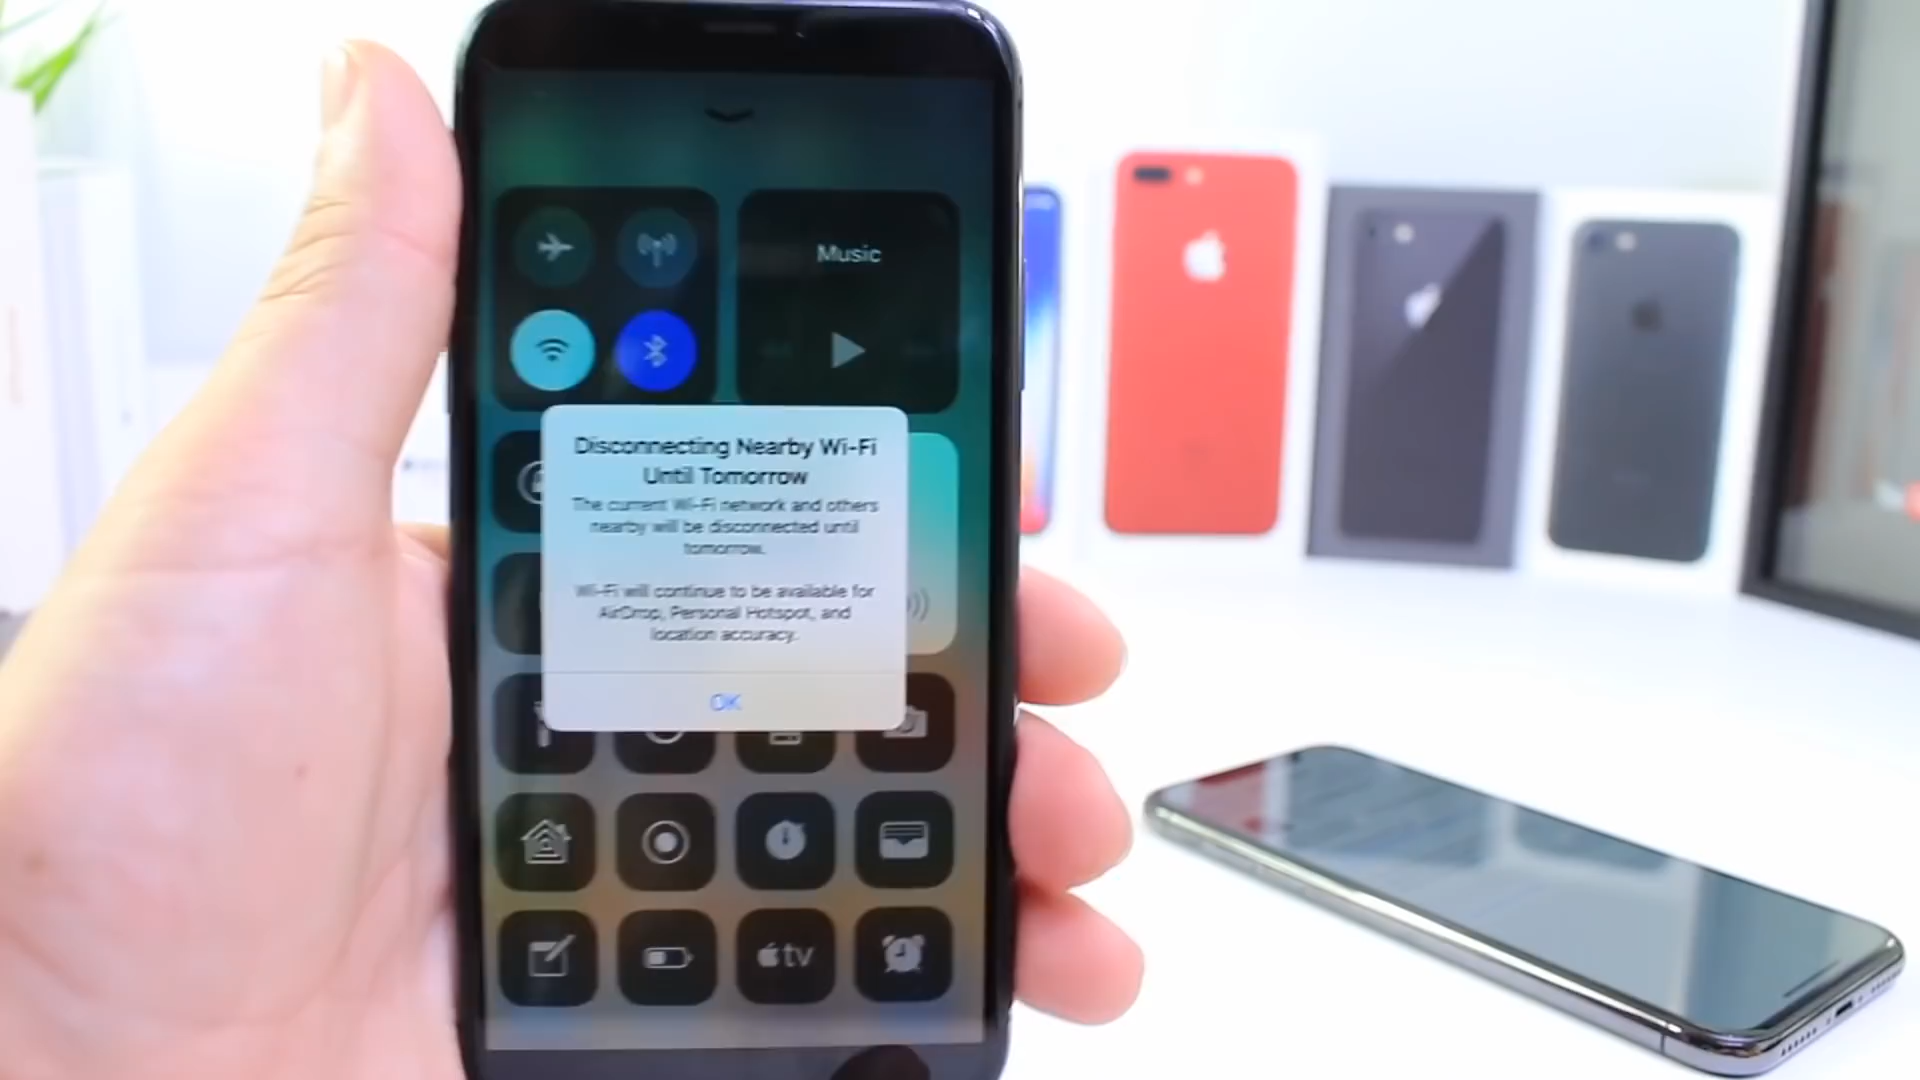 Music
Disconnecting Nearby Wi-Fi
Until Tomorrow
The current Wi-Fi network and others
nearby will be disconnected until
tomorrow.
Wi-Fi will continue to be available for
AirDrop, Personal Hotspot, and
location accuracy.
OK
tv